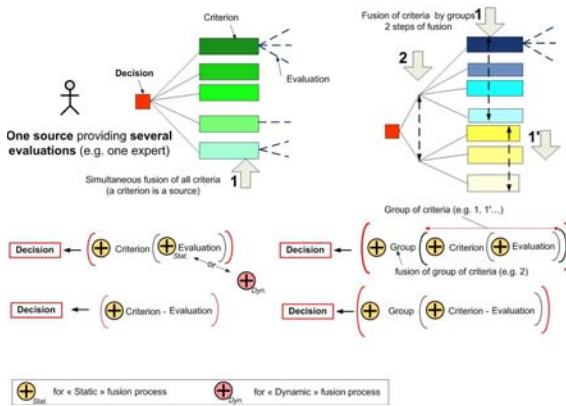 Criterion
Decision
Evaluation
One source providing several
evaluations (e.g. one expert)
Simultaneous fusion of all criteria
(a criterion is a source)
1
Fusion of criteria by groups
2 steps of fusion
1
2
1'
Decision
Criterion
Evaluation
Stat.
Or
Dyn.
Decision
Criterion - Evaluation
Group of criteria (e.g. 1, 1'...)
Decision
Group
Criterion
Evaluation
fusion of group of criteria (e.g. 2)
Decision
Group
Criterion - Evaluation
Stat.
for « Static » fusion process
Dyn.
for « Dynamic » fusion process